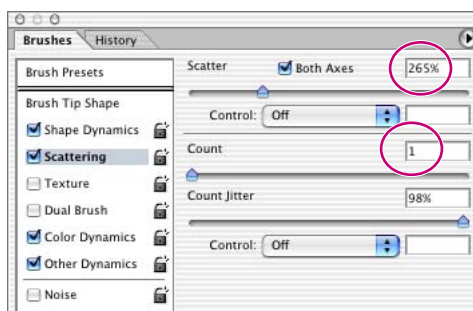 Brushes History
Brush Presets
Brush Tip Shape
Shape Dynamics
Scattering
Texture
Dual Brush
Color Dynamics
Other Dynamics
Noise
Scatter Both Axes 265%
Control: Off
Count 1
Count Jitter 98%
Control: Off